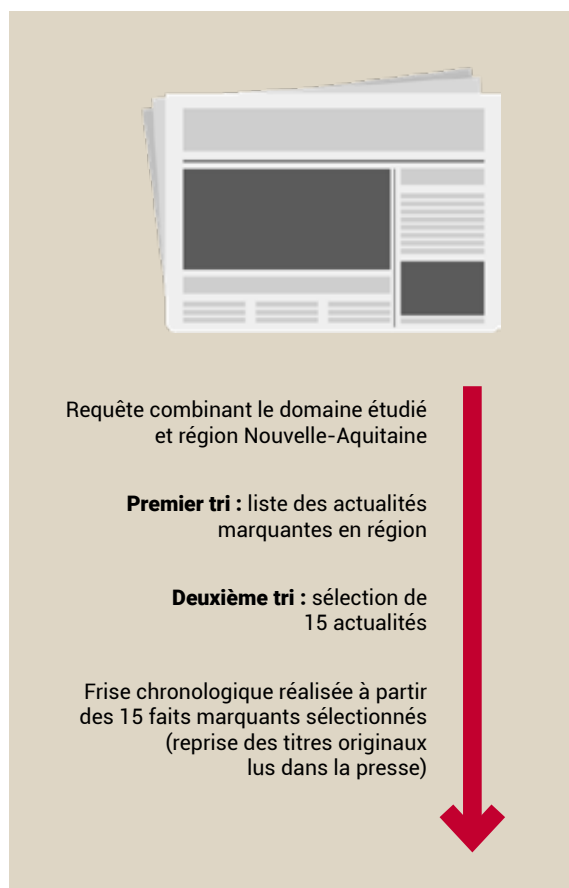 Requête combinant le domaine étudié
et région Nouvelle-Aquitaine
Premier tri : liste des actualités
marquantes en région
Deuxième tri : sélection de
15 actualités
Frise chronologique réalisée à partir
des 15 faits marquants sélectionnés
(reprise des titres originaux
lus dans la presse)